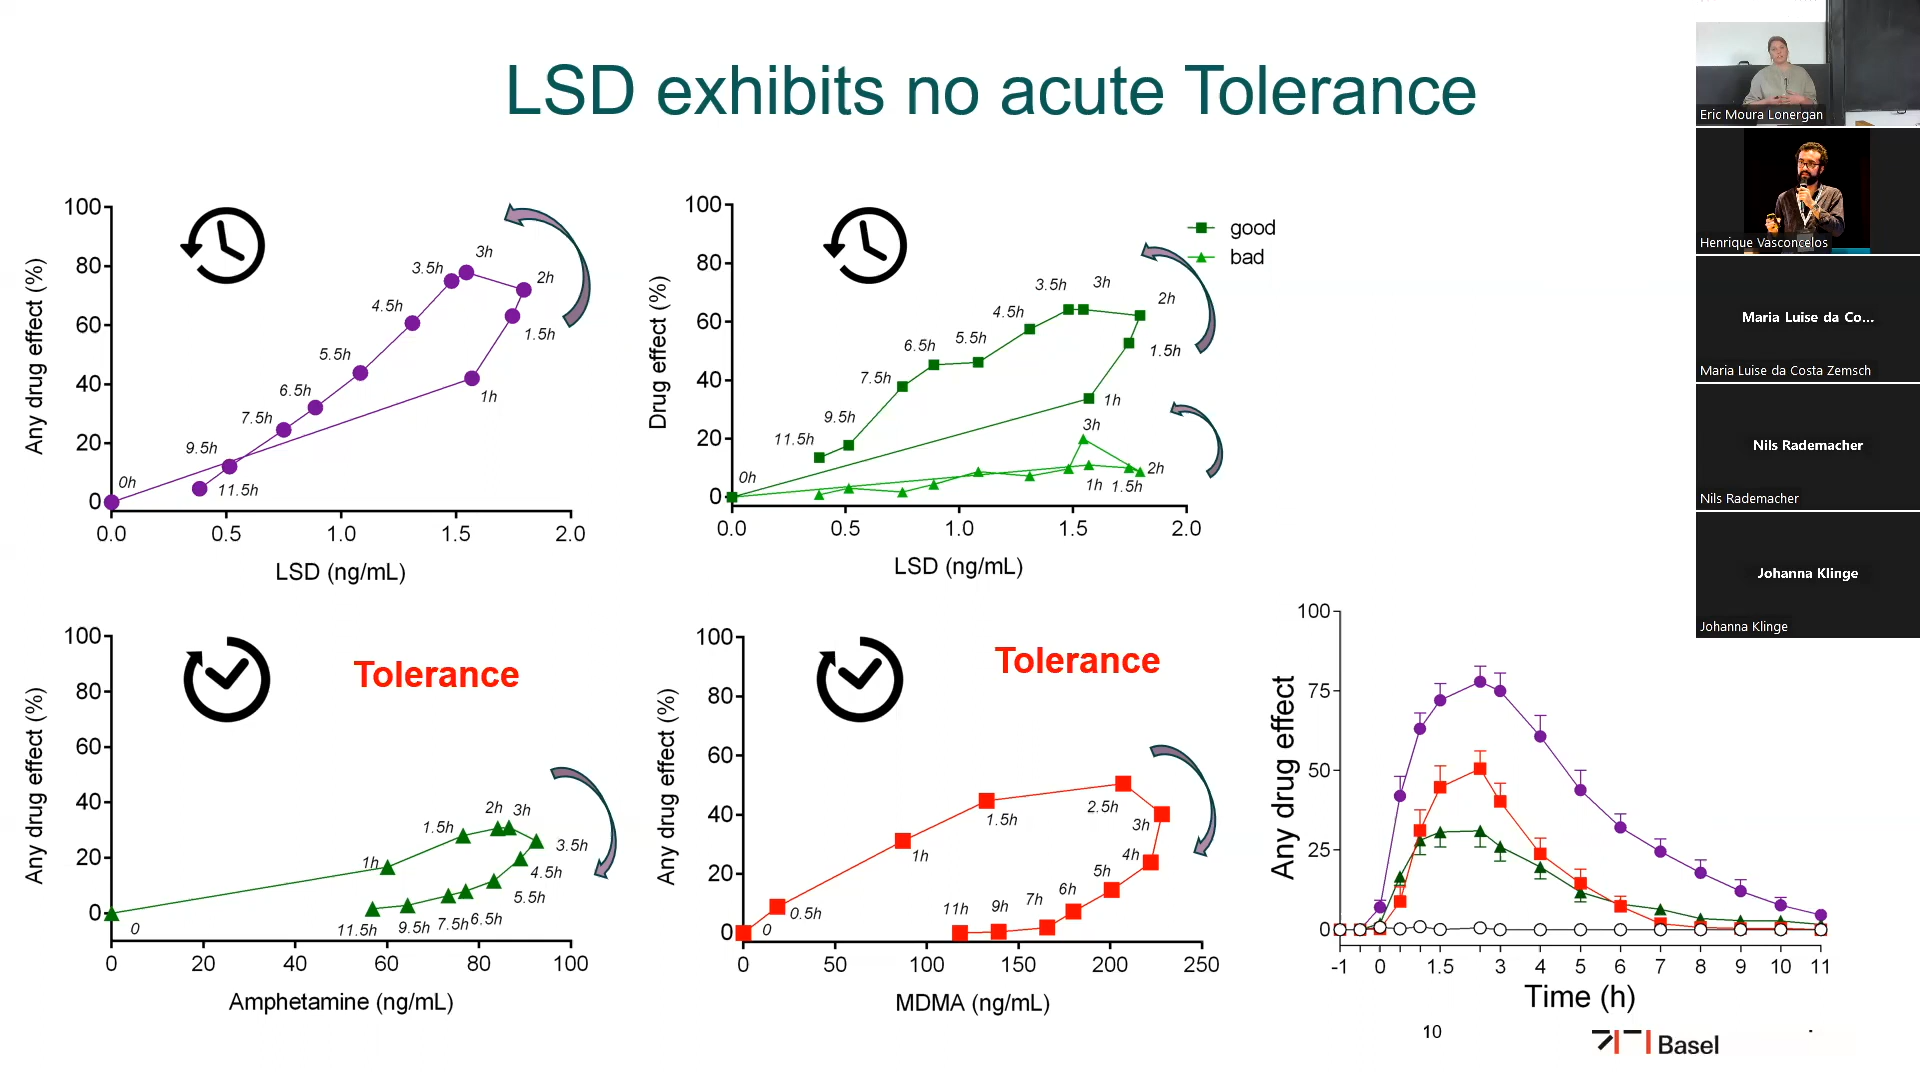 LSD exhibits no acute Tolerance
Any drug effect (%)
100
80
60
40
20
0
0.0
0.5
1.0
1.5
2.0
LSD (ng/mL)
0h
1h
1.5h
2h
3h
3.5h
4.5h
5.5h
6.5h
7.5h
9.5h
11.5h
Drug effect (%)
100
80
60
40
20
0
0.0
0.5
1.0
1.5
2.0
LSD (ng/mL)
good
bad
0h
1h
1.5h
2h
3h
3.5h
4.5h
5.5h
6.5h
7.5h
9.5h
11.5h
3h
2h
1h
1.5h
Any drug effect (%)
100
80
60
40
20
0
0
20
40
60
80
100
Amphetamine (ng/mL)
Tolerance
0
1h
1.5h
2h
3h
3.5h
4.5h
5.5h
6.5h
7.5h
9.5h
11.5h
Any drug effect (%)
100
80
60
40
20
0
0
50
100
150
200
250
MDMA (ng/mL)
Tolerance
0
0.5h
1h
1.5h
2.5h
3h
4h
5h
6h
7h
9h
11h
Any drug effect
100
75
50
25
0
-1
0
1.5
3
4
5
6
7
8
9
10
11
Time (h)
10
Basel
Eric Moura Lonergan
Henrique Vasconcelos
Maria Luise da Co...
Maria Luise da Costa Zemsch
Nils Rademacher
Nils Rademacher
Johanna Klinge
Johanna Klinge